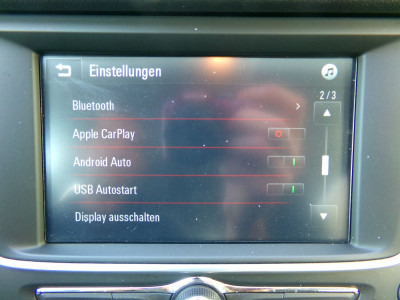 Einstellungen
2/3
Bluetooth
Apple CarPlay
Android Auto
USB Autostart
Display ausschalten